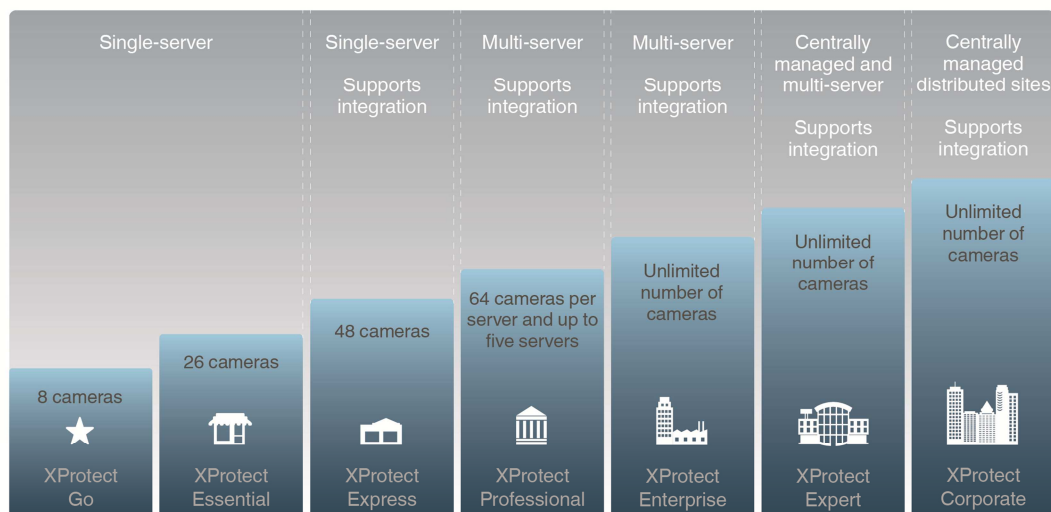 Single-server
Single-server
Supports
integration
Multi-server
Supports
integration
Multi-server
Supports
integration
Centrally
managed and
multi-server
Supports
integration
Centrally
managed
distributed sites
Supports
integration
8 cameras
XProtect
Go
26 cameras
XProtect
Essential
48 cameras
XProtect
Express
64 cameras per
server and up to
five servers
XProtect
Professional
Unlimited
number of
cameras
XProtect
Enterprise
Unlimited
number of
cameras
XProtect
Expert
Unlimited
number of
cameras
XProtect
Corporate